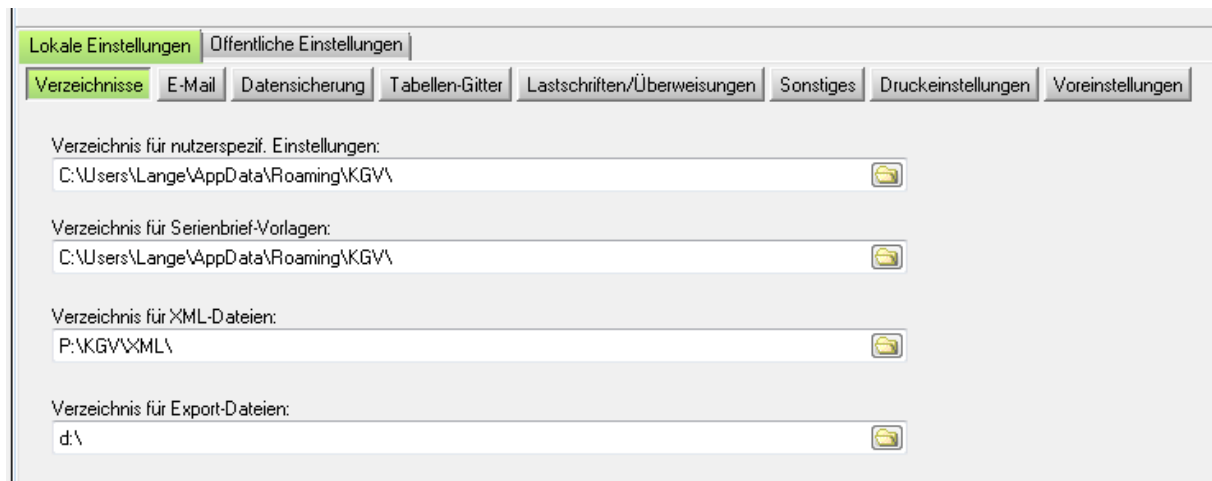 Lokale Einstellungen Öffentliche Einstellungen
Verzeichnisse E-Mail Datensicherung Tabellen-Gitter Lastschriften/Überweisungen Sonstiges Druckeinstellungen Voreinstellungen
Verzeichnis für nutzerspezif. Einstellungen:
C:\Users\Lange\AppData\Roaming\KGV\
Verzeichnis für Serienbrief-Vorlagen:
C:\Users\Lange\AppData\Roaming\KGV\
Verzeichnis für XML-Dateien:
P:\KGV\XML\
Verzeichnis für Export-Dateien:
d:\